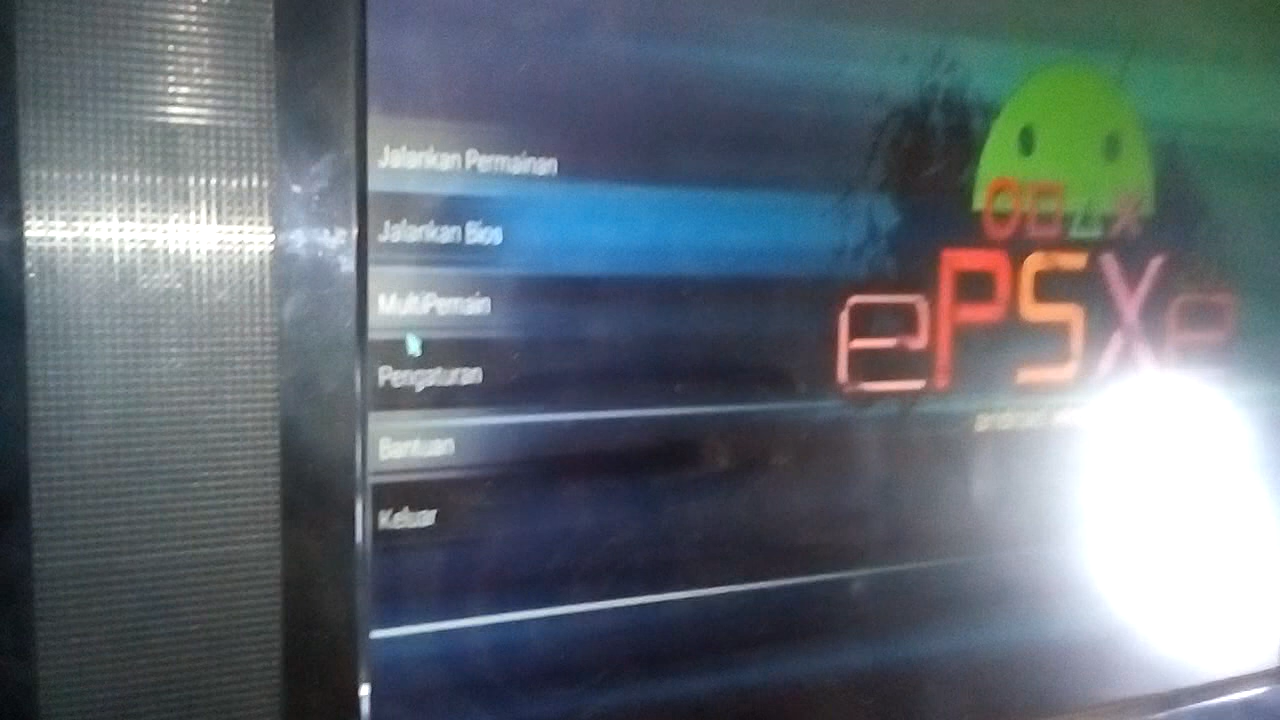 Jalankan Permainan
Jalankan Bios
MultiPemain
Pengaturan
Bantuan
Keluar
ePSXe